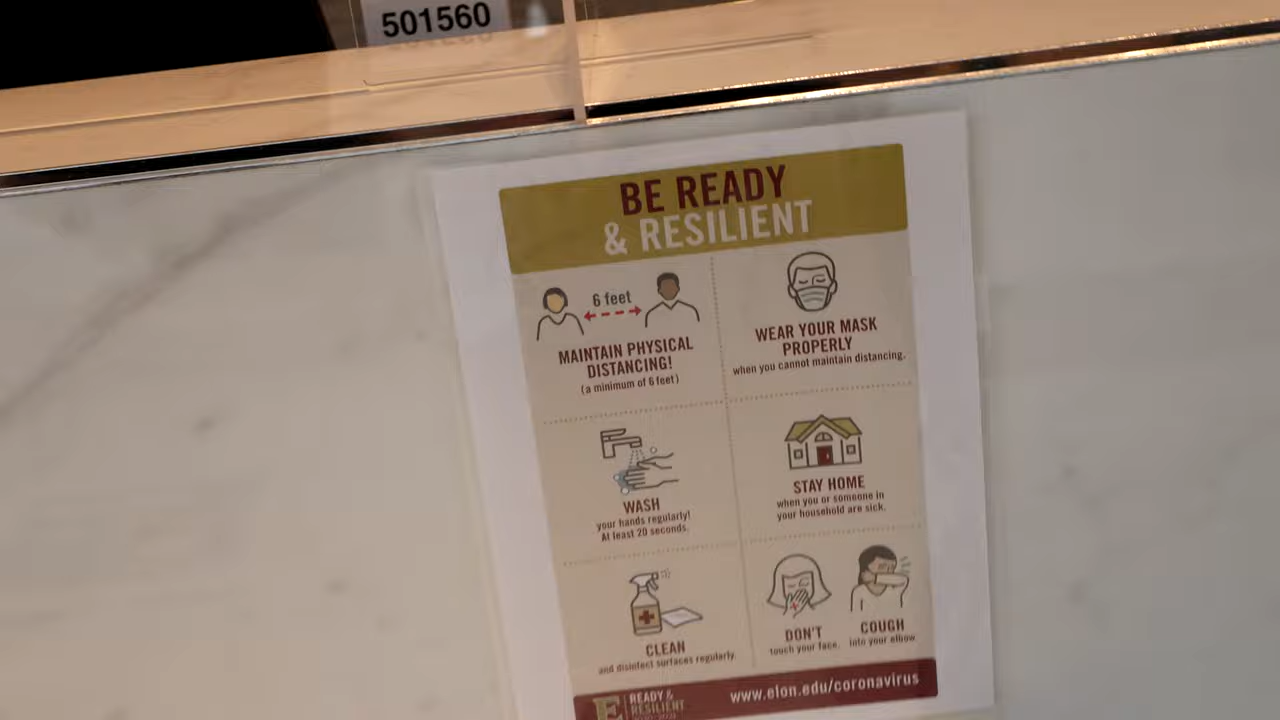 501560
BE READY
& RESILIENT
6 feet
MAINTAIN PHYSICAL
DISTANCING!
(a minimum of 6 feet)
WEAR YOUR MASK
PROPERLY
when you cannot maintain distancing.
WASH
your hands regularly!
At least 20 seconds.
STAY HOME
when you or someone in
your household are sick.
CLEAN
and disinfect surfaces regularly.
DON'T
touch your face.
COUGH
into your elbow
E
READY &
RESILIENT
www.elon.edu/coronavirus